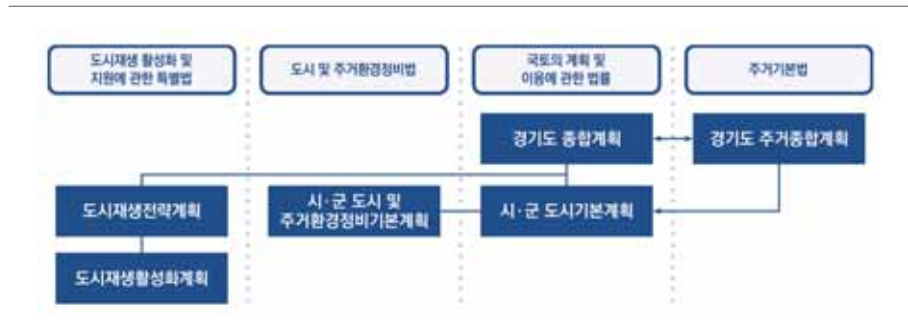 도시재생 활성화 및
지원에 관한 특별법
도시 및 주거환경정비법
국토의 계획 및
이용에 관한 법률
주거기본법
경기도 종합계획
경기도 주거종합계획
도시재생전략계획
시·군 도시 및
주거환경정비기본계획
시·군 도시기본계획
도시재생활성화계획